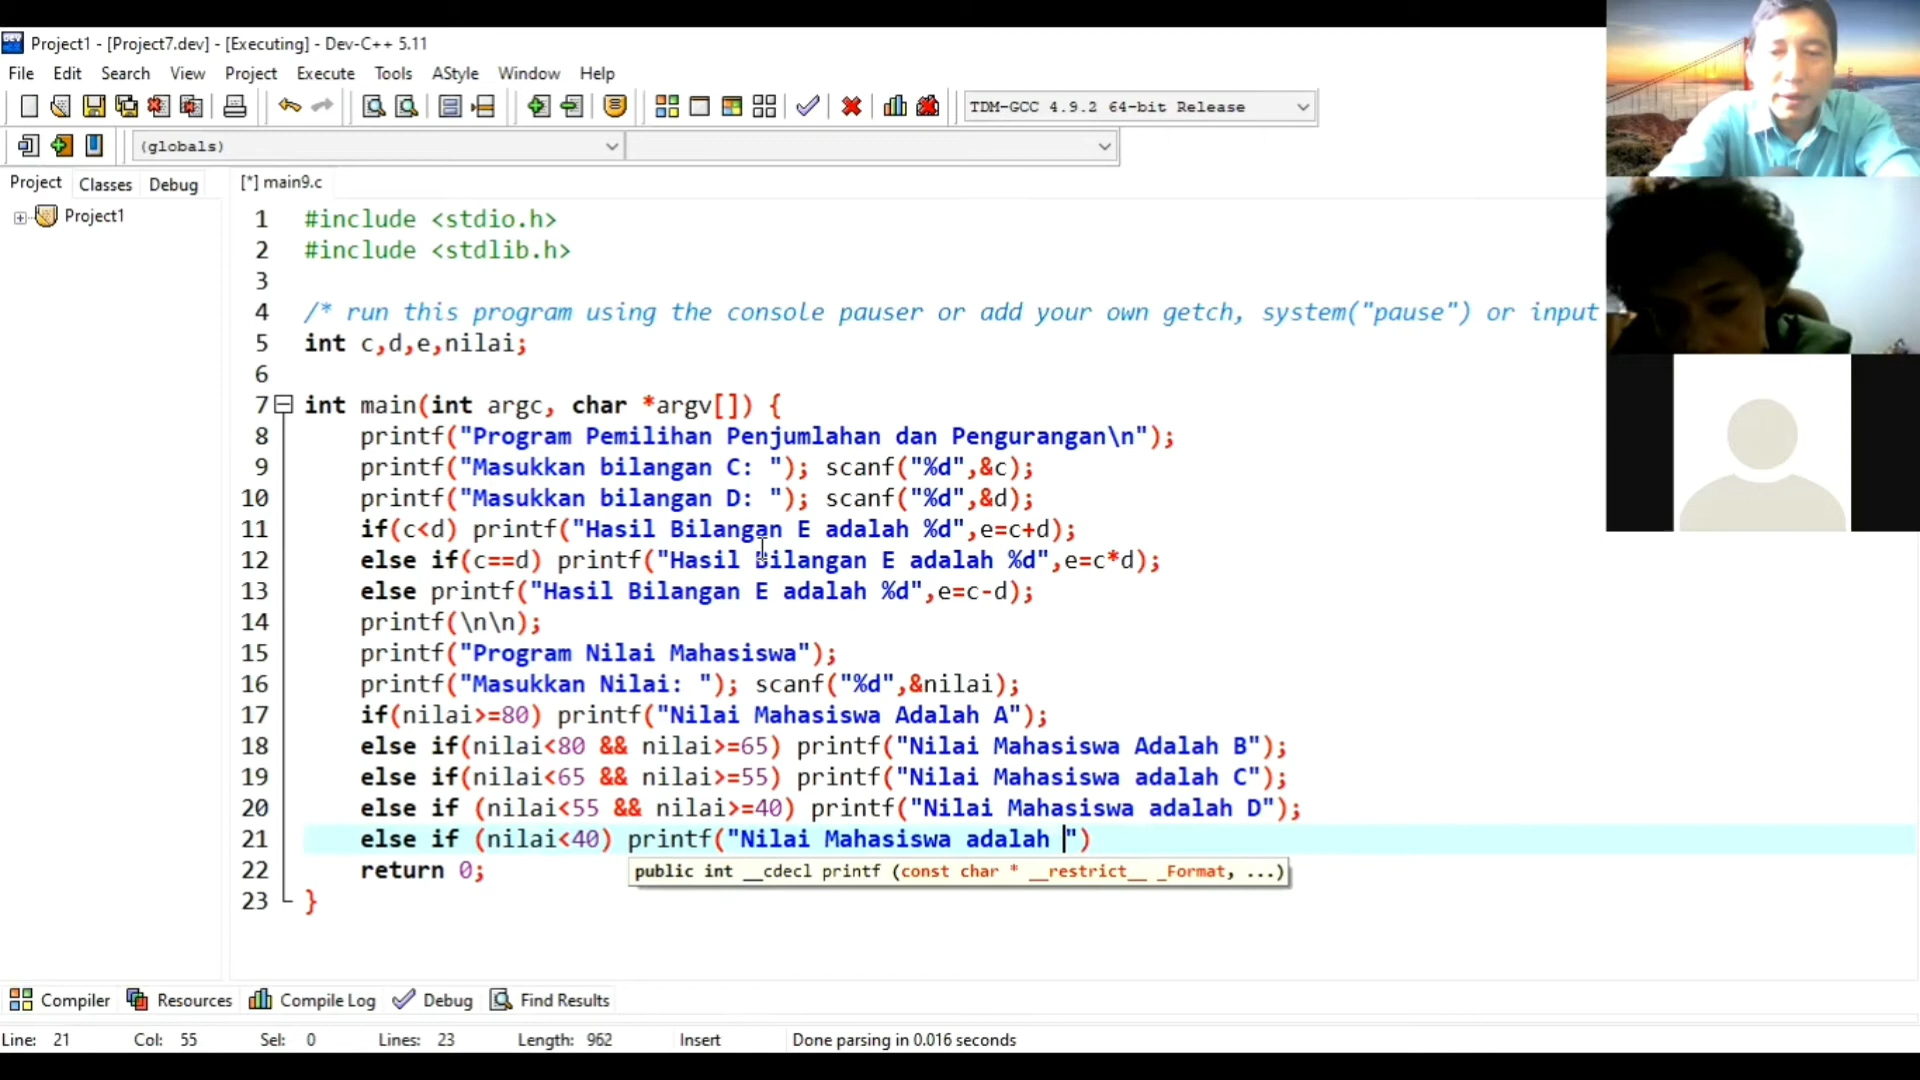 Project1 - [Project7.dev] - [Executing] - Dev-C++ 5.11
File Edit Search View Project Execute Tools AStyle Window Help
TDM-GCC 4.9.2 64-bit Release
(globals)
Project Classes Debug
[*] main9.c
Project1
1 #include <stdio.h>
2 #include <stdlib.h>
3
4 /* run this program using the console pauser or add your own getch, system("pause") or input
5 int c,d,e,nilai;
6
7 int main(int argc, char *argv[]) {
8 printf("Program Pemilihan Penjumlahan dan Pengurangan\n");
9 printf("Masukkan bilangan C: "); scanf("%d",&c);
10 printf("Masukkan bilangan D: "); scanf("%d",&d);
11 if(c<d) printf("Hasil Bilangan E adalah %d",e=c+d);
12 else if(c==d) printf("Hasil Bilangan E adalah %d",e=c*d);
13 else printf("Hasil Bilangan E adalah %d",e=c-d);
14 printf(\n\n);
15 printf("Program Nilai Mahasiswa");
16 printf("Masukkan Nilai: "); scanf("%d",&nilai);
17 if(nilai>=80) printf("Nilai Mahasiswa Adalah A");
18 else if(nilai<80 && nilai>=65) printf("Nilai Mahasiswa Adalah B");
19 else if(nilai<65 && nilai>=55) printf("Nilai Mahasiswa adalah C");
20 else if (nilai<55 && nilai>=40) printf("Nilai Mahasiswa adalah D");
21 else if (nilai<40) printf("Nilai Mahasiswa adalah ")
22 return 0;
public int __cdecl printf (const char * __restrict__ _Format, ...)
23 }
Compiler Resources Compile Log Debug Find Results
Line: 21 Col: 55 Sel: 0 Lines: 23 Length: 962 Insert Done parsing in 0.016 seconds